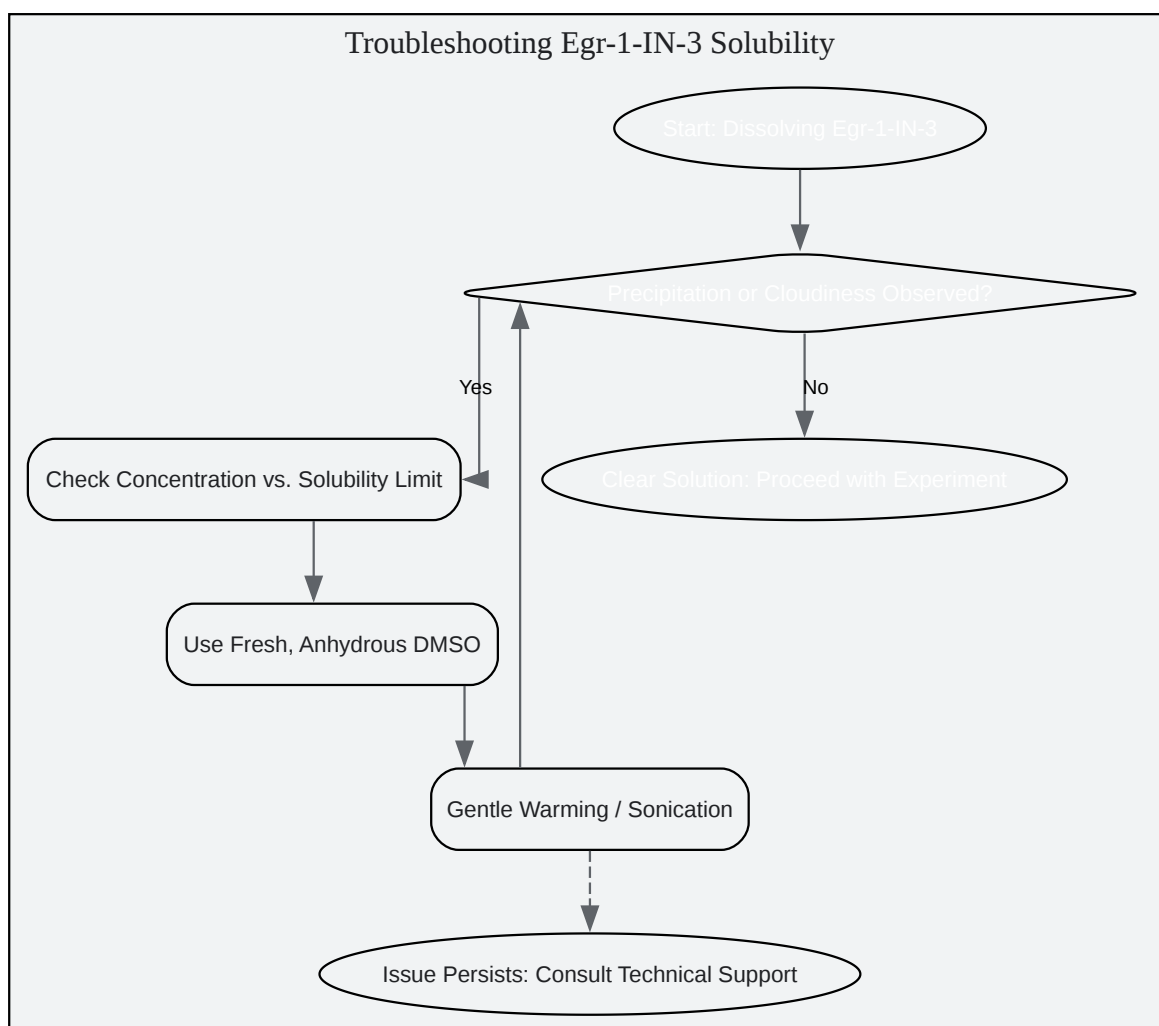 Troubleshooting Egr-1-IN-3 Solubility
Start: Dissolving Egr-1-IN-3
Precipitation or Cloudiness Observed?
Yes
No
Check Concentration vs. Solubility Limit
Clear Solution: Proceed with Experiment
Use Fresh, Anhydrous DMSO
Gentle Warming / Sonication
Issue Persists: Consult Technical Support